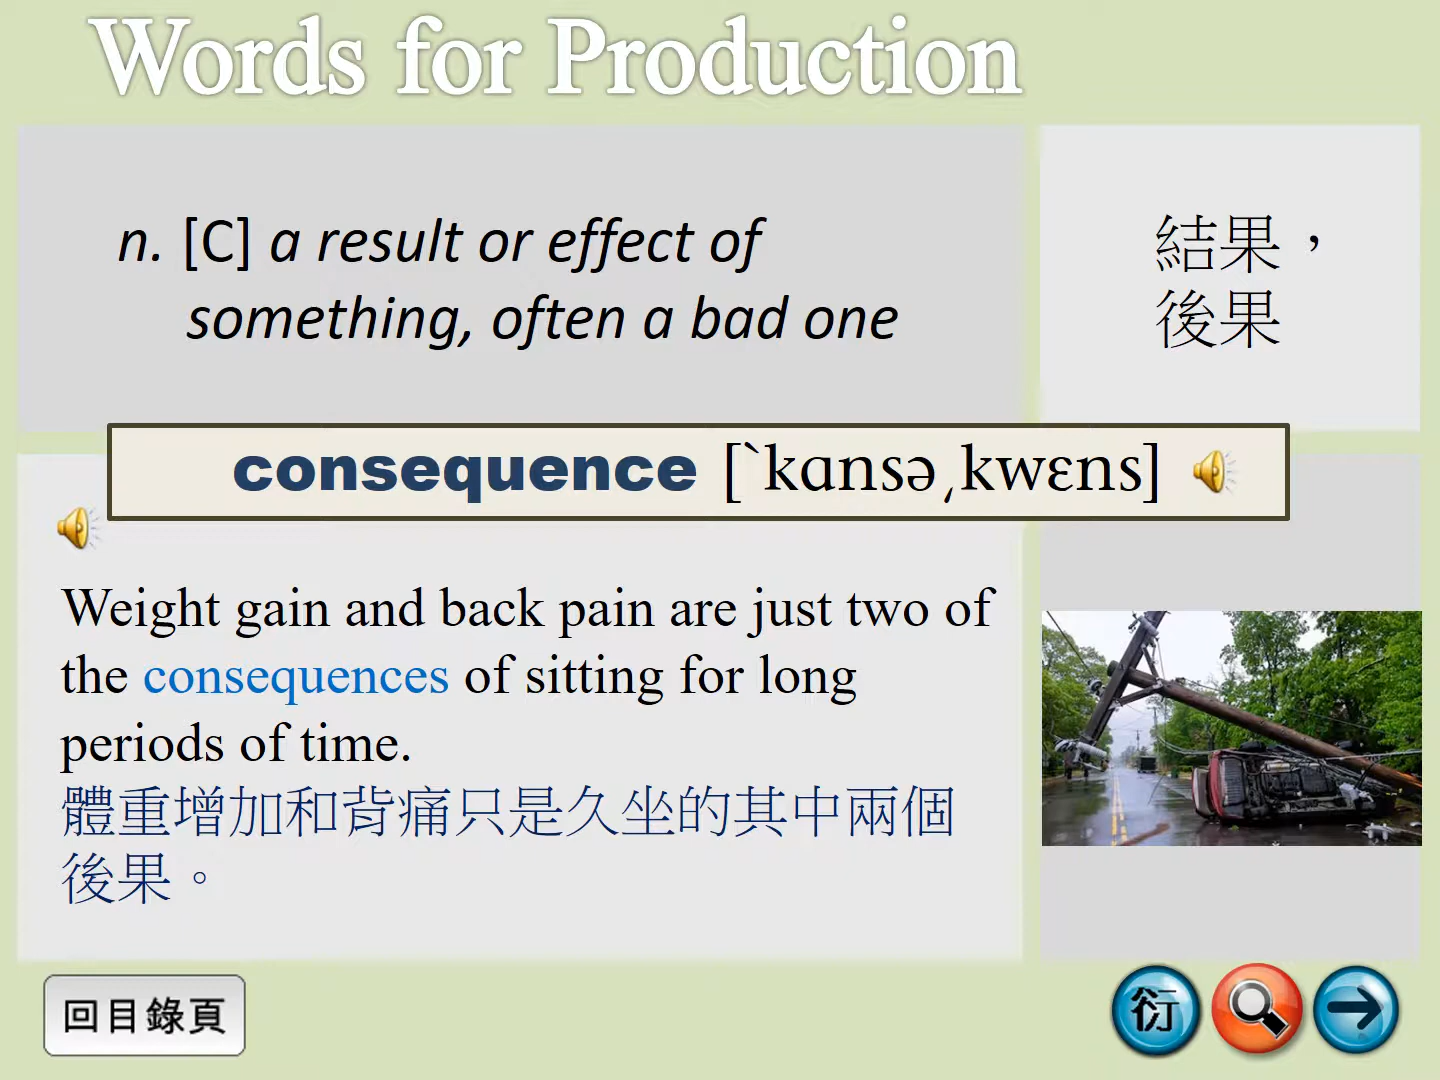 Words for Production
n. [C] a result or effect of
something, often a bad one
結果，
後果
consequence [ˋkɑnsəˏkwɛns]
Weight gain and back pain are just two of
the consequences of sitting for long
periods of time.
體重增加和背痛只是久坐的其中兩個
後果。
回目錄頁
衍